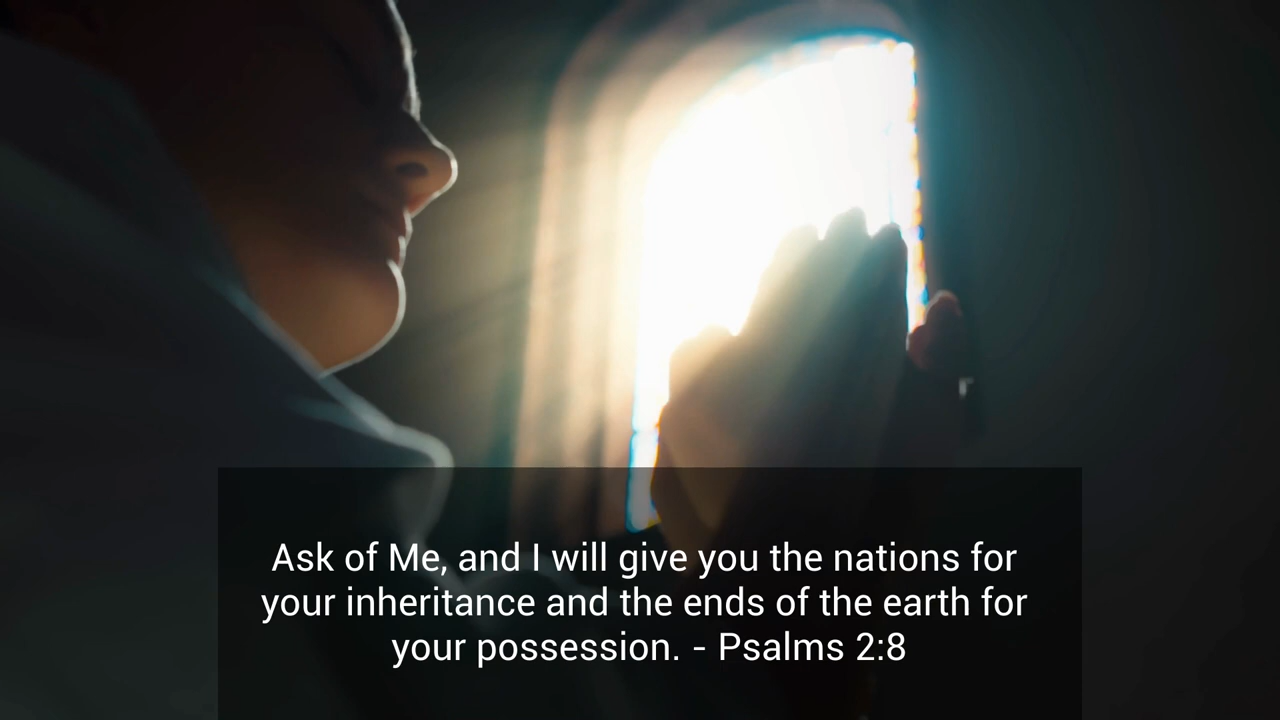 Ask of Me, and I will give you the nations for
your inheritance and the ends of the earth for
your possession. - Psalms 2:8